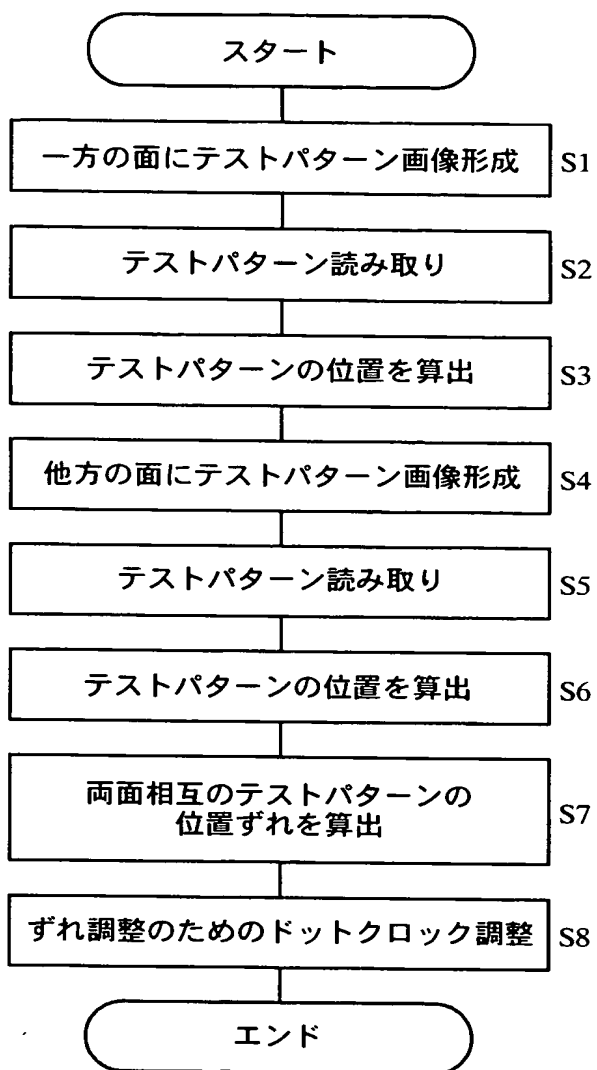 スタート
一方の面にテストパターン画像形成 S1
テストパターン読み取り S2
テストパターンの位置を算出 S3
他方の面にテストパターン画像形成 S4
テストパターン読み取り S5
テストパターンの位置を算出 S6
両面相互のテストパターンの
位置ずれを算出 S7
ずれ調整のためのドットクロック調整 S8
エンド